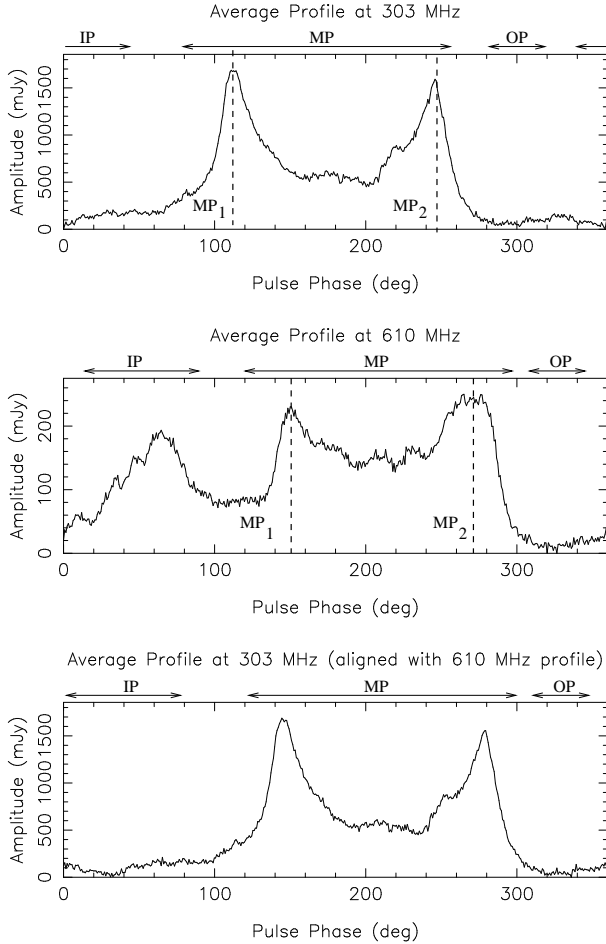 Average Profile at 303 MHz
IP MP OP
Amplitude (mJy)
0 500 1000 1500
MP1 MP2
0 100 200 300
Pulse Phase (deg)
Average Profile at 610 MHz
IP MP OP
Amplitude (mJy)
0 100 200
MP1 MP2
0 100 200 300
Pulse Phase (deg)
Average Profile at 303 MHz (aligned with 610 MHz profile)
IP MP OP
Amplitude (mJy)
0 500 1000 1500
0 100 200 300
Pulse Phase (deg)